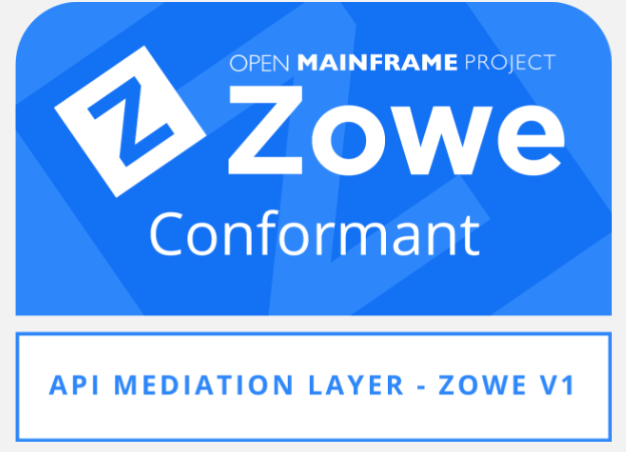 OPEN MAINFRAME PROJECT
Zowe
Conformant
API MEDIATION LAYER - ZOWE V1